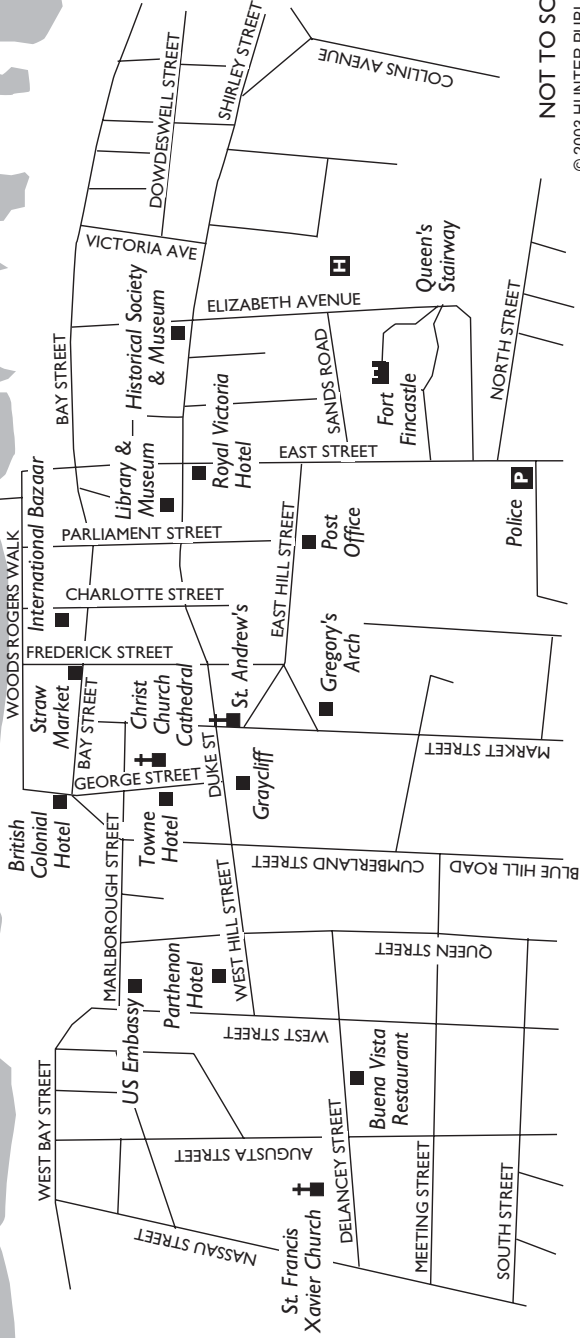 WOODS ROGERS WALK
British
Colonial
Hotel
Straw
Market
International Bazaar
WEST BAY STREET
BAY STREET
FREDERICK STREET
CHARLOTTE STREET
PARLIAMENT STREET
BAY STREET
VICTORIA AVE
DOWDESWELL STREET
SHIRLEY STREET
MARLBOROUGH STREET
GEORGE STREET
US Embassy
Towne
Hotel
Christ
Church
Cathedral
Library &
Museum
Historical Society
& Museum
Parthenon
Hotel
WEST HILL STREET
DUKE ST
St. Andrew's
Graycliff
Royal Victoria
Hotel
ELIZABETH AVENUE
NASSAU STREET
AUGUSTA STREET
WEST STREET
QUEEN STREET
CUMBERLAND STREET
BLUE HILL ROAD
MARKET STREET
EAST HILL STREET
EAST STREET
SANDS ROAD
COLLINS AVENUE
H
St. Francis
Xavier Church
DELANCEY STREET
Buena Vista
Restaurant
Gregory's
Arch
Post
Office
Fort
Fincastle
Queen's
Stairway
MEETING STREET
SOUTH STREET
Police
P
NORTH STREET
NOT TO SC
© 2003 HUNTER PUBL